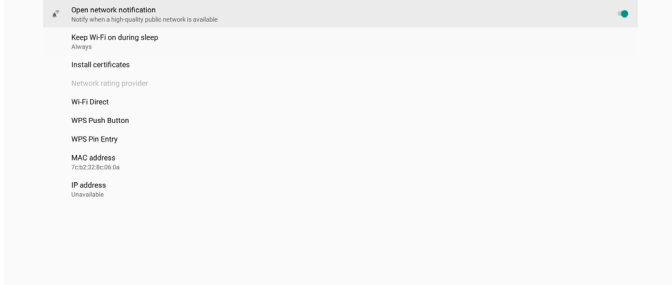 Open network notification
Notify when a high-quality public network is available
Keep Wi-Fi on during sleep
Always
Install certificates
Network rating provider
Wi-Fi Direct
WPS Push Button
WPS Pin Entry
MAC address
7c:b2:32:8c:06:0a
IP address
Unavailable